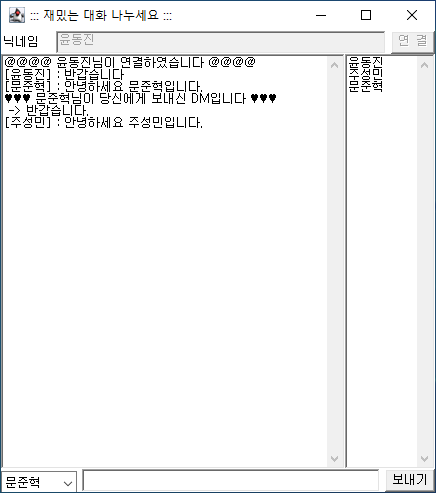 ::: 재밌는 대화 나누세요 :::
닉네임
윤동진
연 결
@@@@ 윤동진님이 연결하였습니다 @@@@
[윤동진] : 반갑습니다
[문준혁] : 안녕하세요 문준혁입니다.
♥♥♥ 문준혁님이 당신에게 보내신 DM입니다 ♥♥♥
-> 반갑습니다.
[주성민] : 안녕하세요 주성민입니다.
윤동진
주성민
문준혁
문준혁
보내기